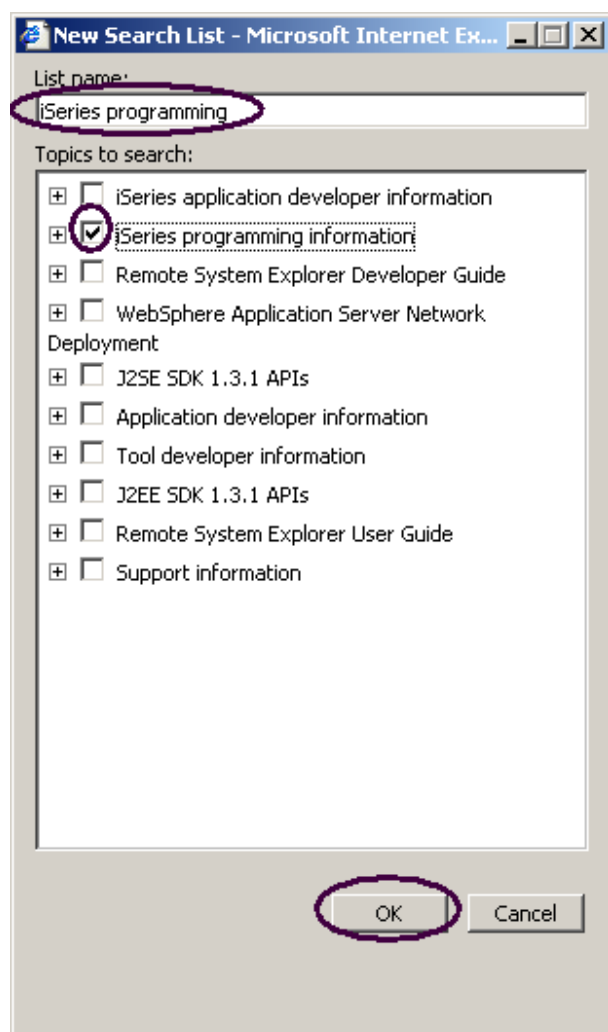 New Search List - Microsoft Internet Ex...
List name:
iSeries programming
Topics to search:
iSeries application developer information
iSeries programming information
Remote System Explorer Developer Guide
WebSphere Application Server Network
Deployment
J2SE SDK 1.3.1 APIs
Application developer information
Tool developer information
J2EE SDK 1.3.1 APIs
Remote System Explorer User Guide
Support information
OK Cancel